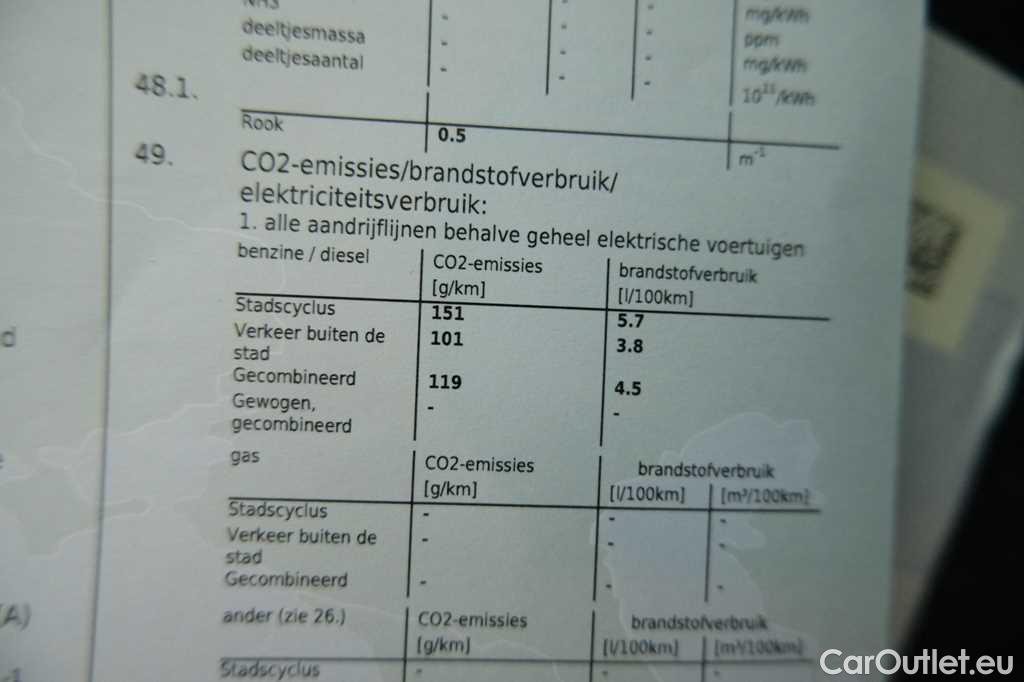 NH3 - - - mg/kWh
deeltjesmassa - - - ppm
deeltjesaantal - - - mg/kWh
10¹¹/kWh
48.1.
Rook 0.5 m⁻¹
49. CO2-emissies/brandstofverbruik/
elektriciteitsverbruik:
1. alle aandrijflijnen behalve geheel elektrische voertuigen
benzine / diesel CO2-emissies brandstofverbruik
[g/km] [l/100km]
Stadscyclus 151 5.7
Verkeer buiten de 101 3.8
stad
Gecombineerd 119 4.5
Gewogen, - -
gecombineerd
gas CO2-emissies brandstofverbruik
[g/km] [l/100km] [m³/100km]
Stadscyclus - - -
Verkeer buiten de - - -
stad
Gecombineerd - - -
ander (zie 26.) CO2-emissies brandstofverbruik
[g/km] [l/100km] [m³/100km]
Stadscyclus - - -
d
(A)
-1
CarOutlet.eu